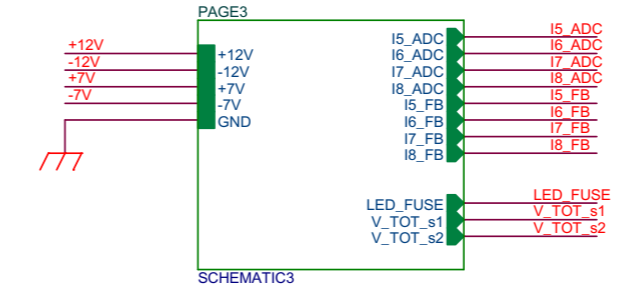 PAGE3
+12V
-12V
+7V
-7V
+12V
-12V
+7V
-7V
GND
I5_ADC
I6_ADC
I7_ADC
I8_ADC
I5_FB
I6_FB
I7_FB
I8_FB
LED_FUSE
V_TOT_s1
V_TOT_s2
I5_ADC
I6_ADC
I7_ADC
I8_ADC
I5_FB
I6_FB
I7_FB
I8_FB
LED_FUSE
V_TOT_s1
V_TOT_s2
SCHEMATIC3